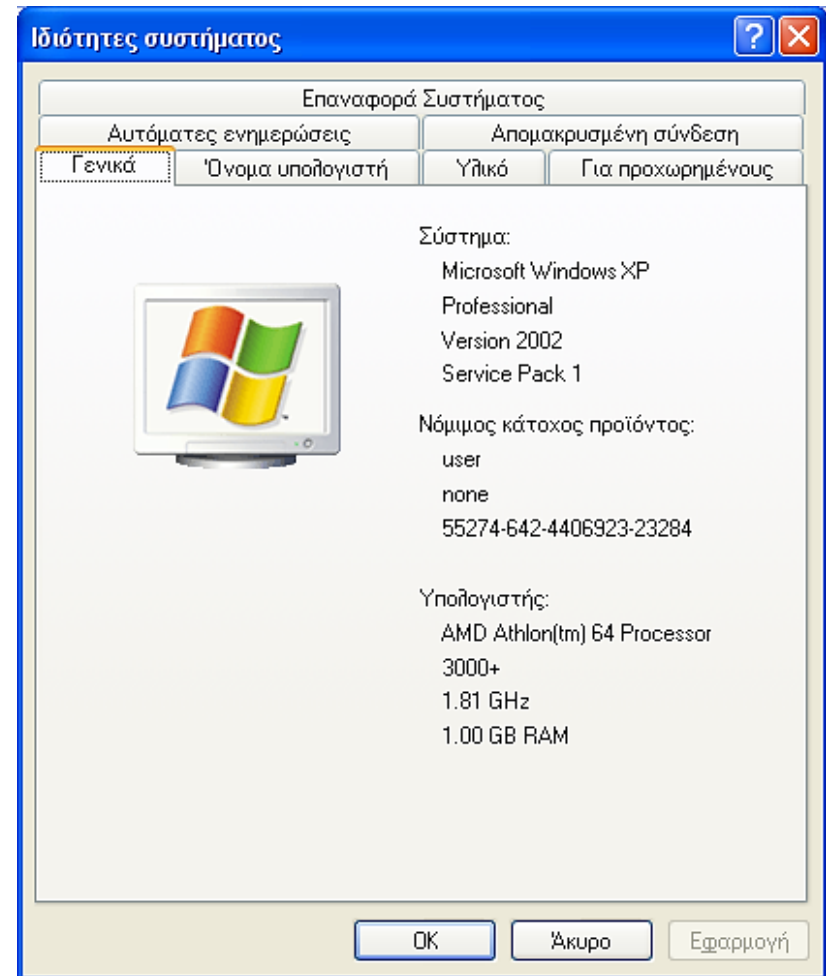 Ιδιότητες συστήματος
Επαναφορά Συστήματος
Αυτόματες ενημερώσεις Απομακρυσμένη σύνδεση
Γενικά Όνομα υπολογιστή Υλικό Για προχωρημένους
Σύστημα:
Microsoft Windows XP
Professional
Version 2002
Service Pack 1
Νόμιμος κάτοχος προϊόντος:
user
none
55274-642-4406923-23284
Υπολογιστής:
AMD Athlon(tm) 64 Processor
3000+
1.81 GHz
1.00 GB RAM
OK Άκυρο Εφαρμογή